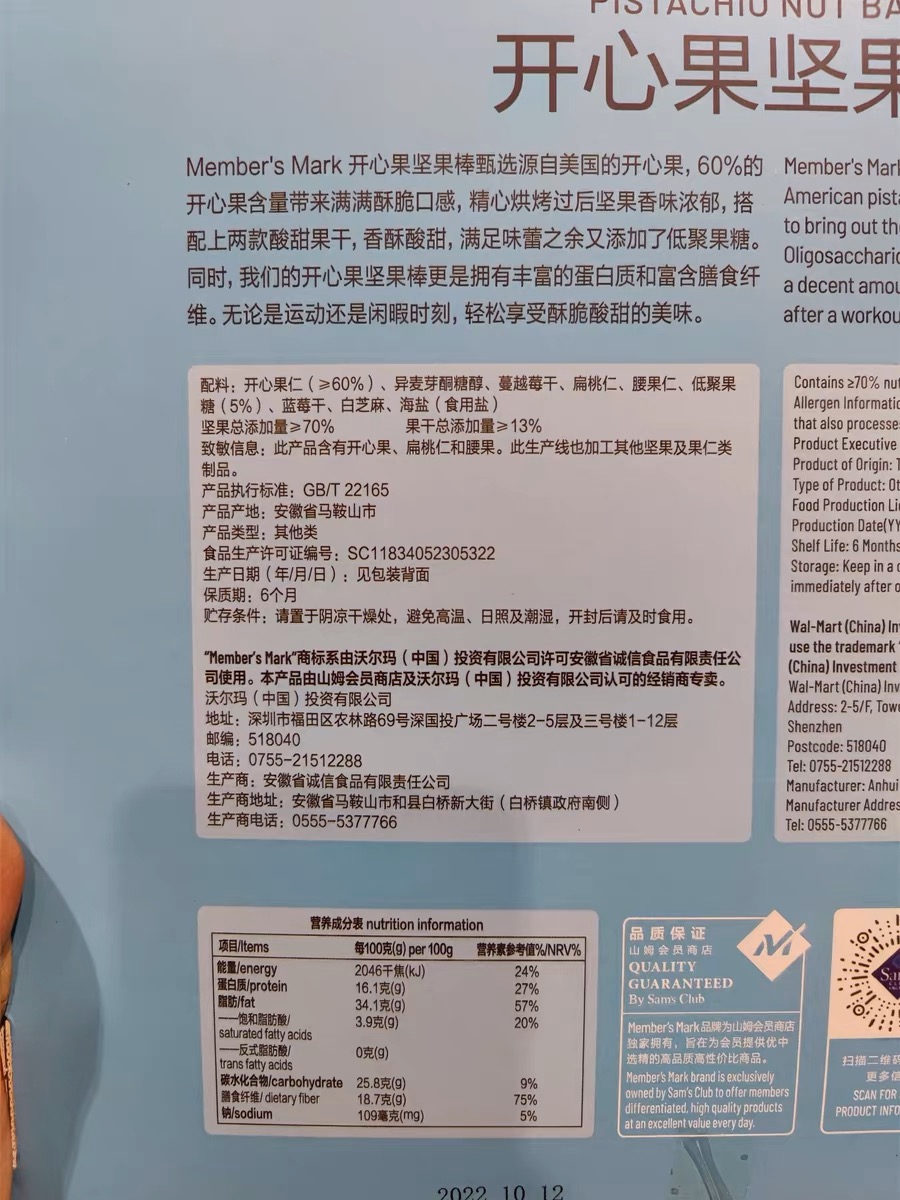 PISTACHIO NUT BA
开心果坚果
Member's Mark 开心果坚果棒甄选源自美国的开心果，60%的
开心果含量带来满满酥脆口感，精心烘烤过后坚果香味浓郁，搭
配上两款酸甜果干，香酥酸甜，满足味蕾之余又添加了低聚果糖。
同时，我们的开心果坚果棒更是拥有丰富的蛋白质和富含膳食纤
维。无论是运动还是闲暇时刻，轻松享受酥脆酸甜的美味。
Member's Mark
American pista
to bring out th
Oligosaccharid
a decent amou
after a workou
配料：开心果仁（≥60%）、异麦芽酮糖醇、蔓越莓干、扁桃仁、腰果仁、低聚果
糖（5%）、蓝莓干、白芝麻、海盐（食用盐）
坚果总添加量≥70% 果干总添加量≥13%
致敏信息：此产品含有开心果、扁桃仁和腰果。此生产线也加工其他坚果及果仁类
制品。
产品执行标准：GB/T 22165
产品产地：安徽省马鞍山市
产品类型：其他类
食品生产许可证编号：SC11834052305322
生产日期（年/月/日）：见包装背面
保质期：6个月
贮存条件：请置于阴凉干燥处，避免高温、日照及潮湿，开封后请及时食用。
"Member's Mark"商标系由沃尔玛（中国）投资有限公司许可安徽省诚信食品有限责任公
司使用。本产品由山姆会员商店及沃尔玛（中国）投资有限公司认可的经销商专卖。
沃尔玛（中国）投资有限公司
地址：深圳市福田区农林路69号深国投广场二号楼2-5层及三号楼1-12层
邮编：518040
电话：0755-21512288
生产商：安徽省诚信食品有限责任公司
生产商地址：安徽省马鞍山市和县白桥新大街（白桥镇政府南侧）
生产商电话：0555-5377766
Contains ≥70% nut
Allergen Informatio
that also processes
Product Executive
Product of Origin: 
Type of Product: Ot
Food Production Li
Production Date(YY
Shelf Life: 6 Months
Storage: Keep in a c
immediately after o
Wal-Mart (China) In
use the trademark
(China) Investment
Wal-Mart (China) Inv
Address: 2-5/F, Tow
Shenzhen
Postcode: 518040
Tel: 0755-21512288
Manufacturer: Anhui
Manufacturer Addres
Tel: 0555-5377766
营养成分表 nutrition information
项目/Items 每100克(g) per 100g 营养素参考值%/NRV%
能量/energy 2046千焦(kJ) 24%
蛋白质/protein 16.1克(g) 27%
脂肪/fat 34.1克(g) 57%
——饱和脂肪酸/ 3.9克(g) 20%
saturated fatty acids
——反式脂肪酸/ 0克(g)
trans fatty acids
碳水化合物/carbohydrate 25.8克(g) 9%
膳食纤维/ dietary fiber 18.7克(g) 75%
钠/sodium 109毫克(mg) 5%
品质保证
山姆会员商店
QUALITY
GUARANTEED
By Sam's Club
Member's Mark 品牌为山姆会员商店
独家拥有，旨在为会员提供优中
选精的高品质高性价比商品。
Member's Mark brand is exclusively
owned by Sam's Club to offer members
differentiated, high quality products
at an excellent value every day.
Sa
扫描二维码
更多信
SCAN FOR
PRODUCT INFO
2022 10 12